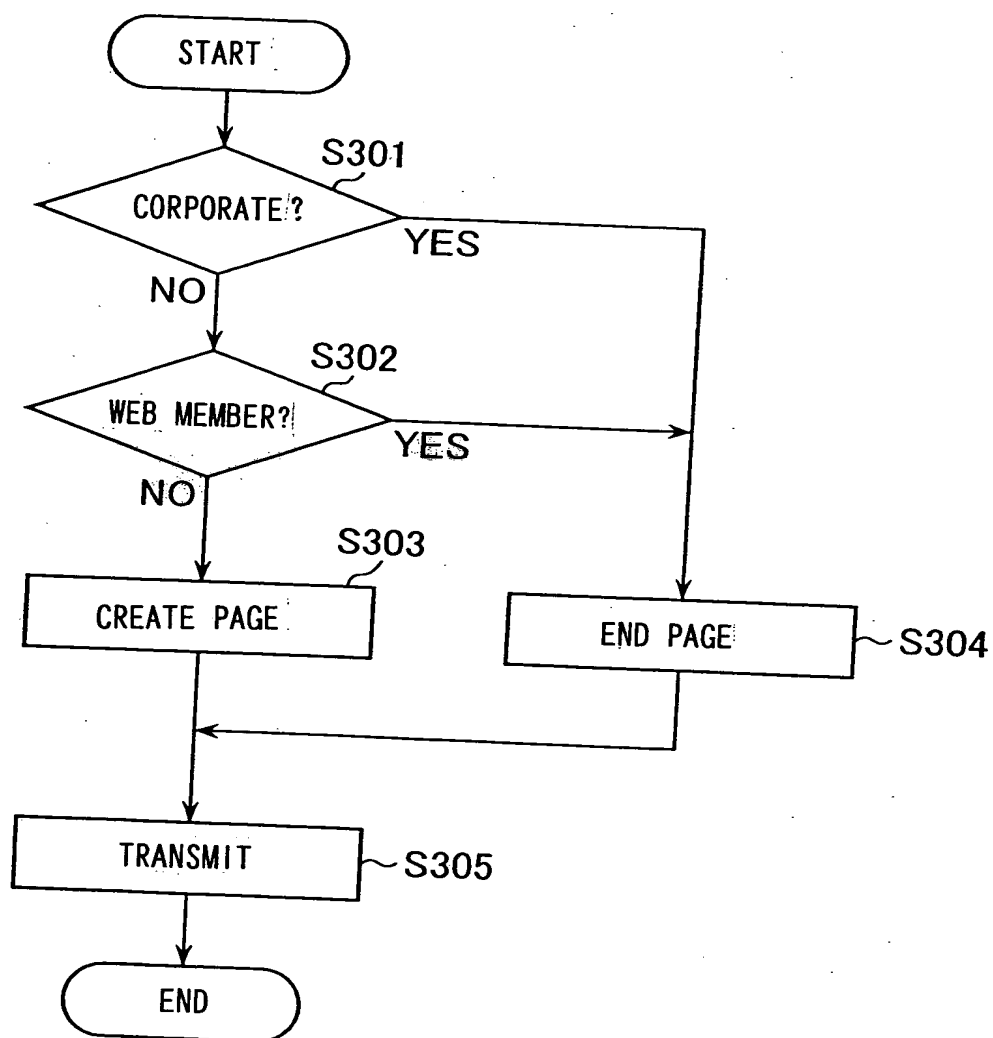 START
S301
CORPORATE?
YES
NO
S302
WEB MEMBER?
YES
NO
S303
CREATE PAGE
END PAGE
S304
TRANSMIT
S305
END